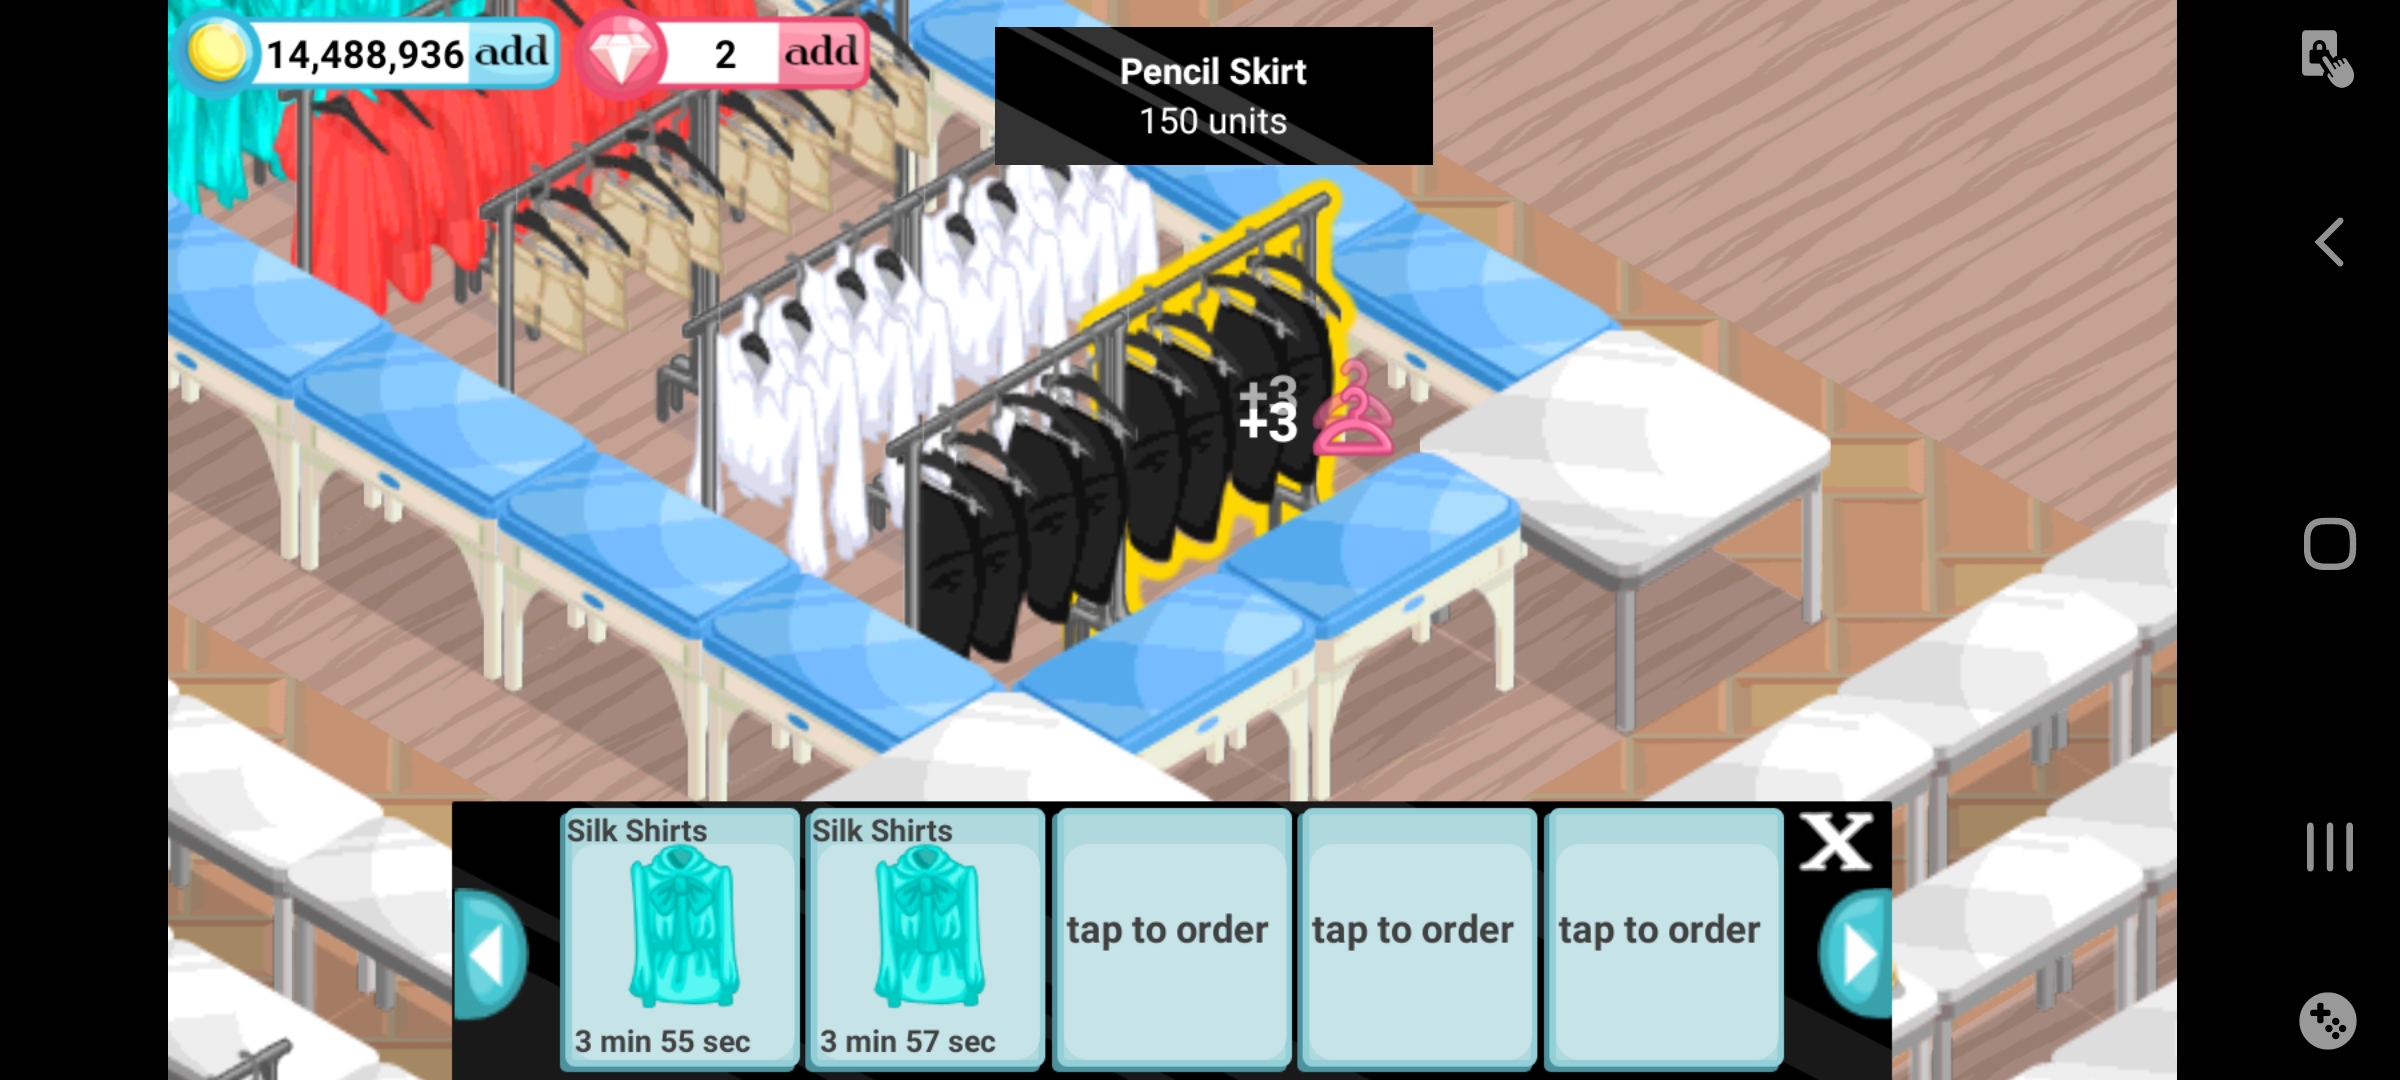 14,488,936 add
2 add
Pencil Skirt
150 units
+3
+3
Silk Shirts
3 min 55 sec
Silk Shirts
3 min 57 sec
tap to order
tap to order
tap to order
X